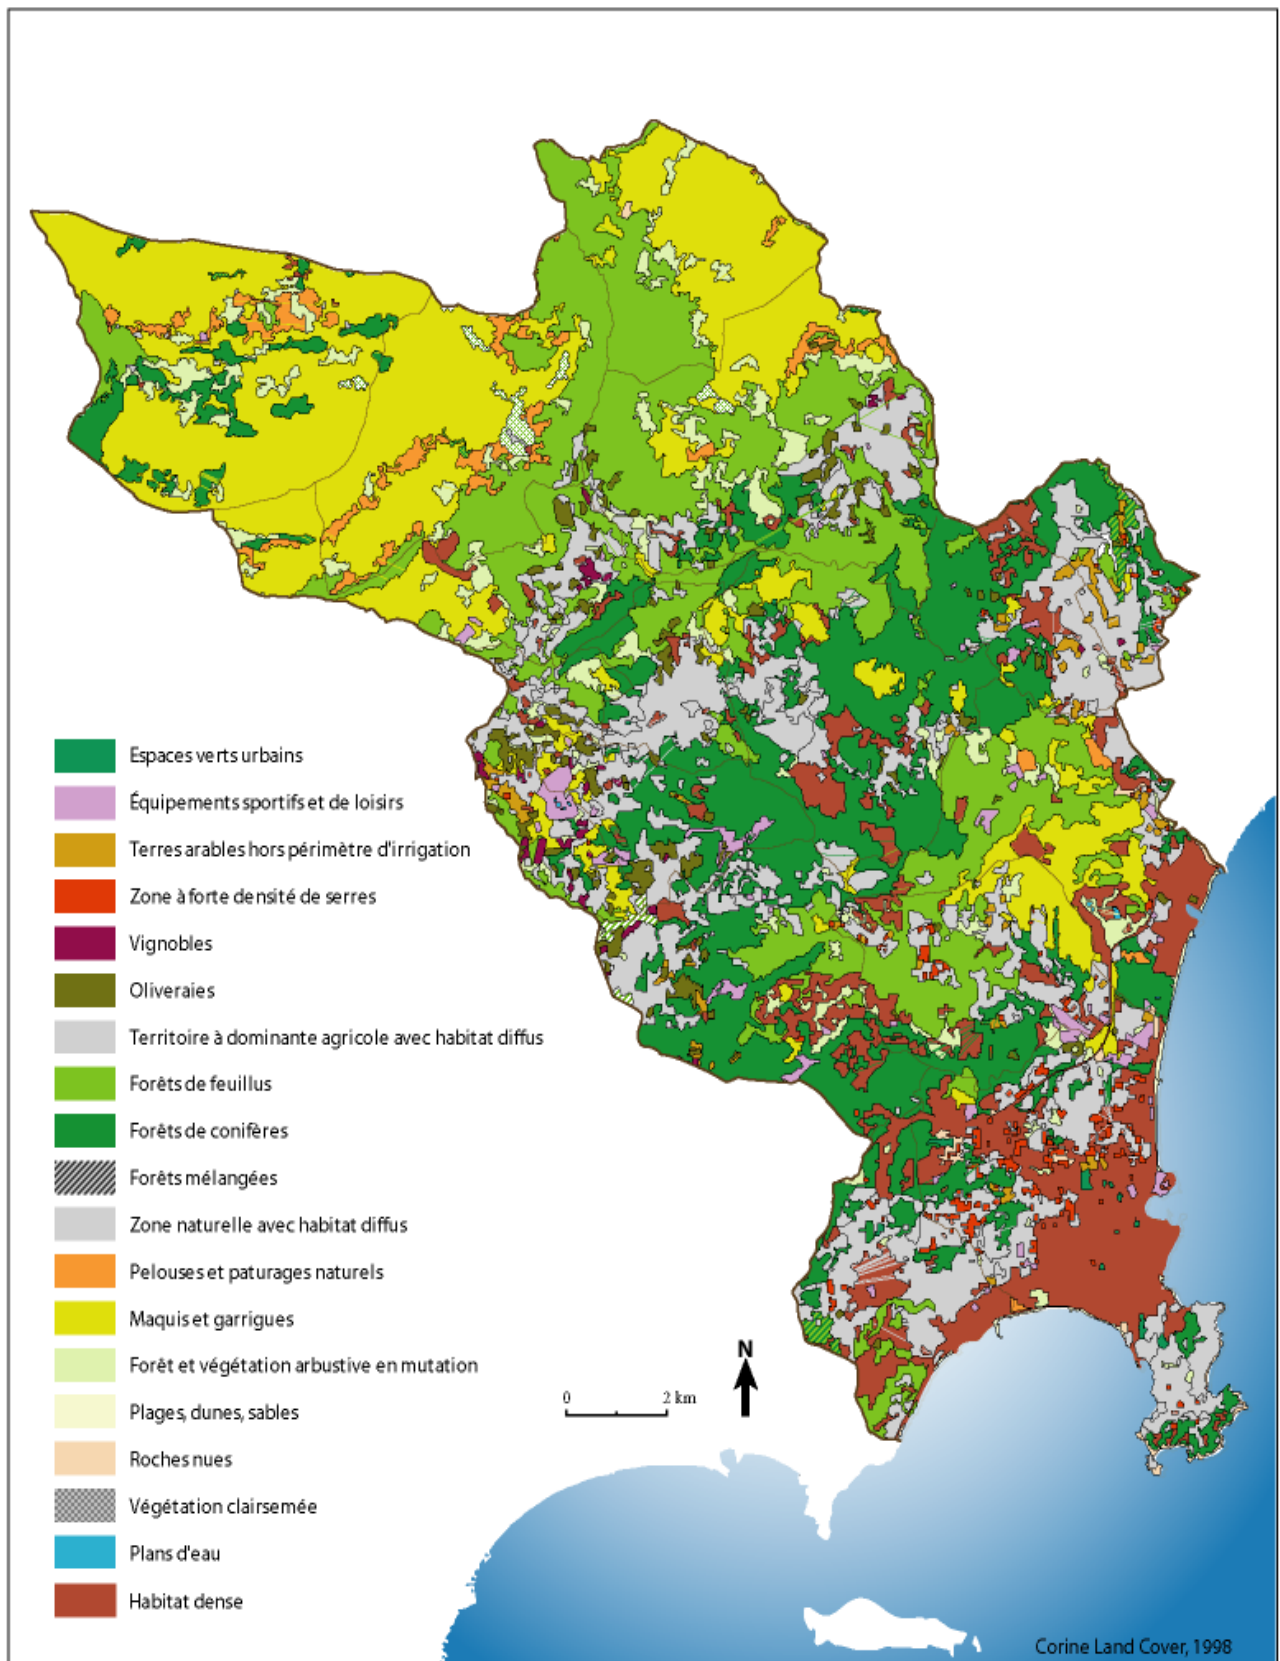 Espaces verts urbains
Équipements sportifs et de loisirs
Terres arables hors périmètre d'irrigation
Zone à forte densité de serres
Vignobles
Oliveraies
Territoire à dominante agricole avec habitat diffus
Forêts de feuillus
Forêts de conifères
Forêts mélangées
Zone naturelle avec habitat diffus
Pelouses et paturages naturels
Maquis et garrigues
Forêt et végétation arbustive en mutation
Plages, dunes, sables
Roches nues
Végétation clairsemée
Plans d'eau
Habitat dense
N
0 2 km
Corine Land Cover, 1998